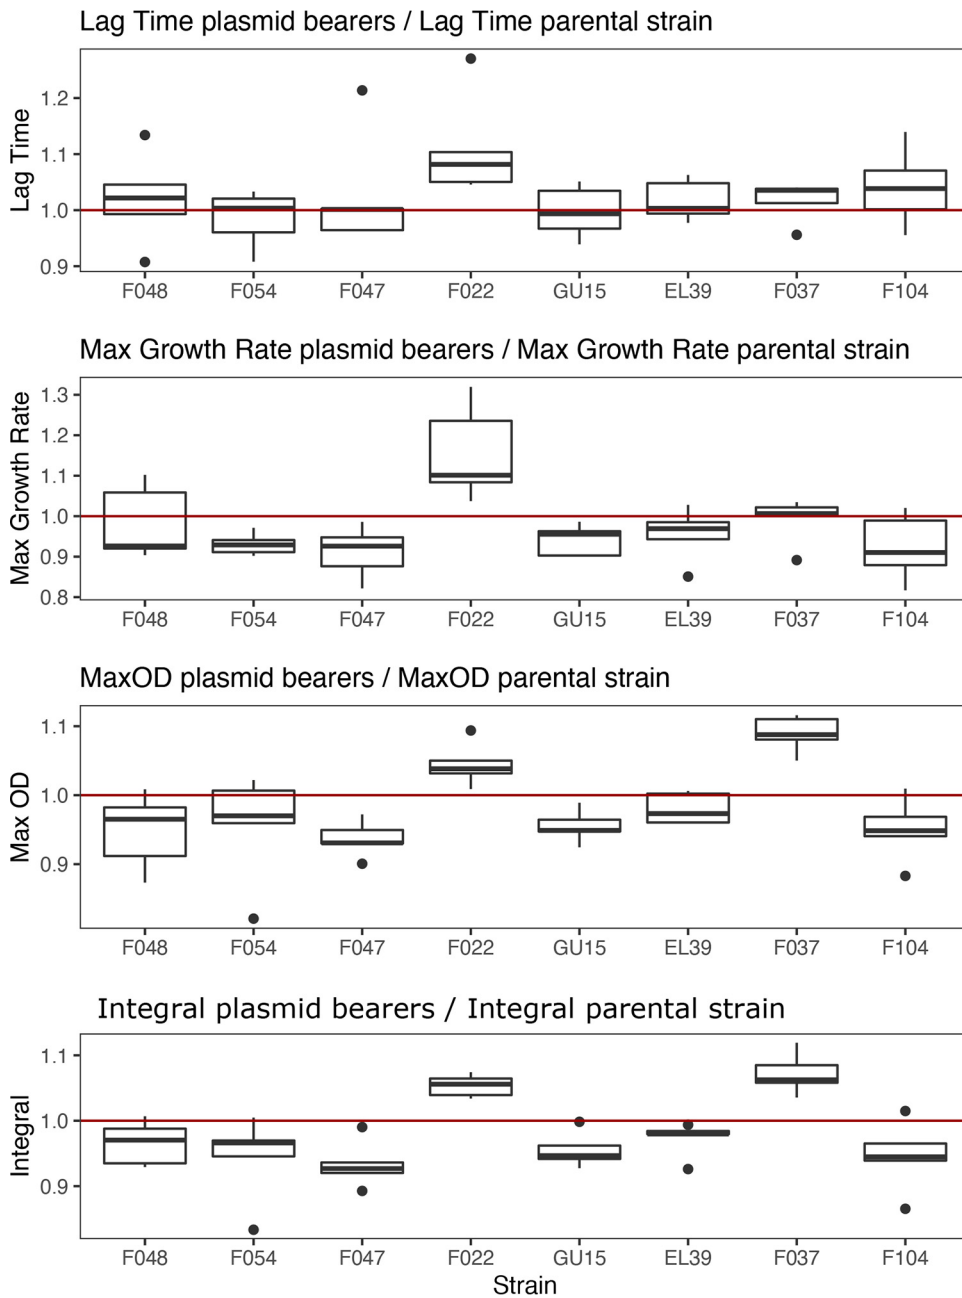 Lag Time plasmid bearers / Lag Time parental strain
Lag Time
1.2
1.1
1.0
0.9
F048 F054 F047 F022 GU15 EL39 F037 F104
Max Growth Rate plasmid bearers / Max Growth Rate parental strain
Max Growth Rate
1.3
1.2
1.1
1.0
0.9
0.8
F048 F054 F047 F022 GU15 EL39 F037 F104
MaxOD plasmid bearers / MaxOD parental strain
Max OD
1.1
1.0
0.9
F048 F054 F047 F022 GU15 EL39 F037 F104
Integral plasmid bearers / Integral parental strain
Integral
1.1
1.0
0.9
F048 F054 F047 F022 GU15 EL39 F037 F104
Strain